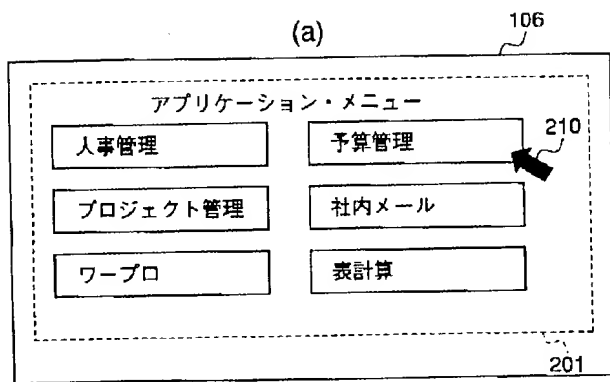 (a)
106
アプリケーション・メニュー
人事管理
予算管理
210
プロジェクト管理
社内メール
ワープロ
表計算
201